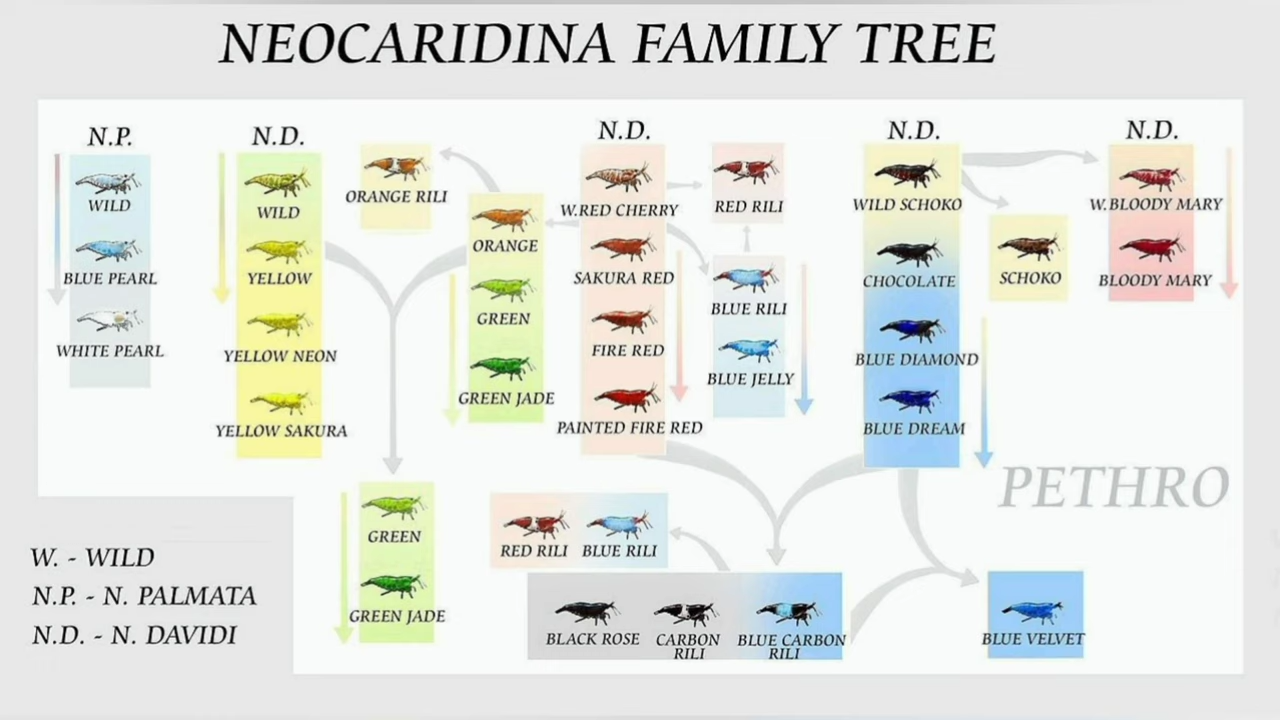 NEOCARIDINA FAMILY TREE
N.P.
WILD
BLUE PEARL
WHITE PEARL
N.D.
WILD
YELLOW
YELLOW NEON
YELLOW SAKURA
ORANGE RILI
ORANGE
GREEN
GREEN JADE
N.D.
W.RED CHERRY
SAKURA RED
FIRE RED
PAINTED FIRE RED
RED RILI
BLUE RILI
BLUE JELLY
N.D.
WILD SCHOKO
CHOCOLATE
BLUE DIAMOND
BLUE DREAM
SCHOKO
N.D.
W.BLOODY MARY
BLOODY MARY
PETHRO
GREEN
GREEN JADE
RED RILI
BLUE RILI
BLACK ROSE
CARBON
RILI
BLUE CARBON
RILI
BLUE VELVET
W. - WILD
N.P. - N. PALMATA
N.D. - N. DAVIDI